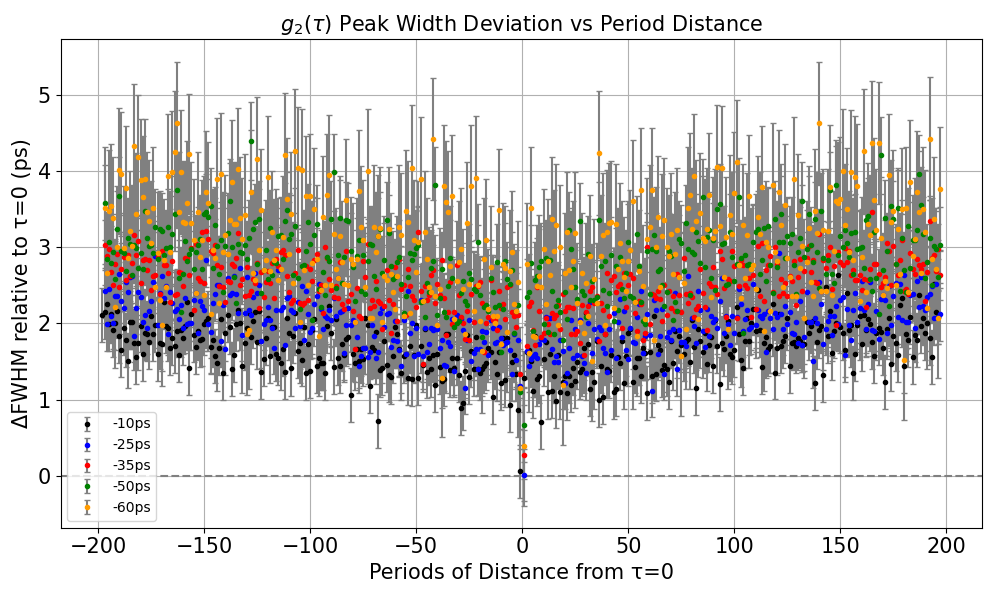 g₂(τ) Peak Width Deviation vs Period Distance
ΔFWHM relative to τ=0 (ps)
5
4
3
2
1
0
-10ps
-25ps
-35ps
-50ps
-60ps
−200 −150 −100 −50 0 50 100 150 200
Periods of Distance from τ=0